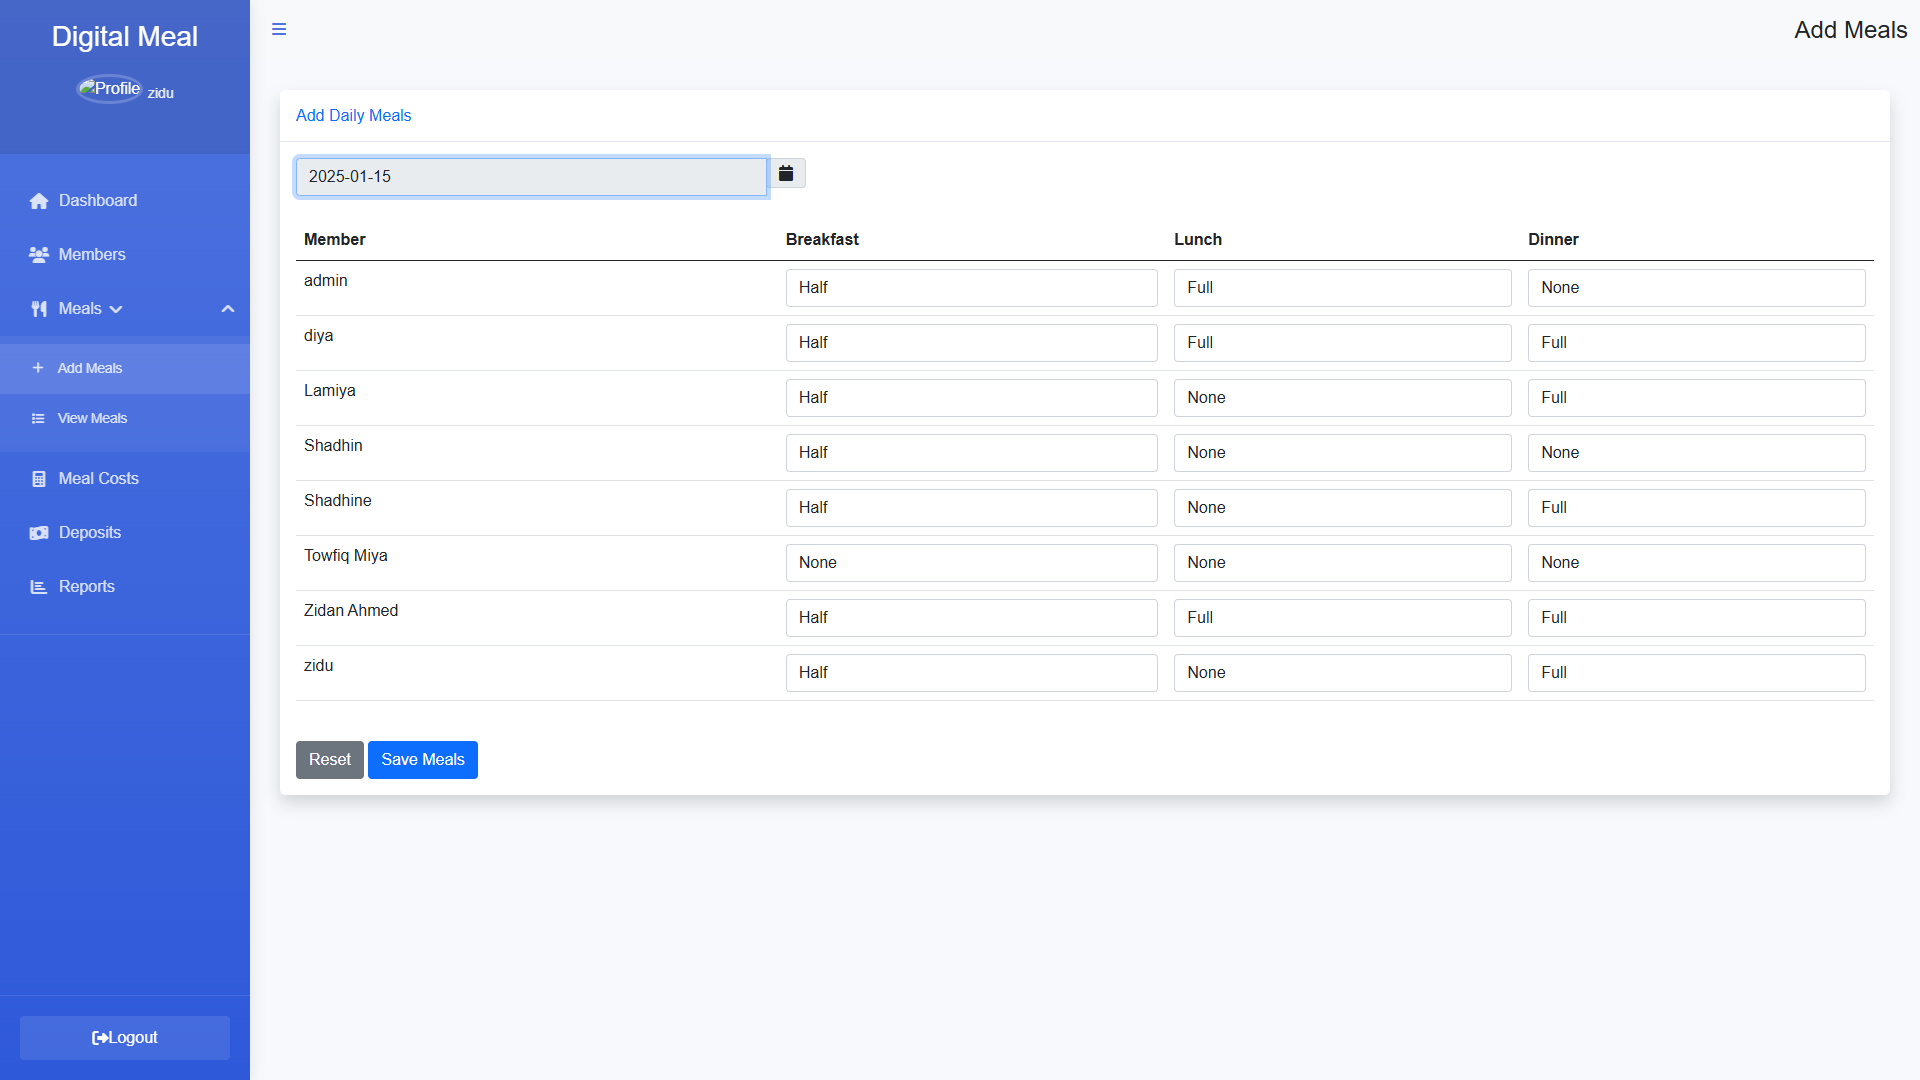 Digital Meal
Profile zidu
Dashboard
Members
Meals
Add Meals
View Meals
Meal Costs
Deposits
Reports
Logout
Add Meals
Add Daily Meals
2025-01-15
Member Breakfast Lunch Dinner
admin Half Full None
diya Half Full Full
Lamiya Half None Full
Shadhin Half None None
Shadhine Half None Full
Towfiq Miya None None None
Zidan Ahmed Half Full Full
zidu Half None Full
Reset Save Meals